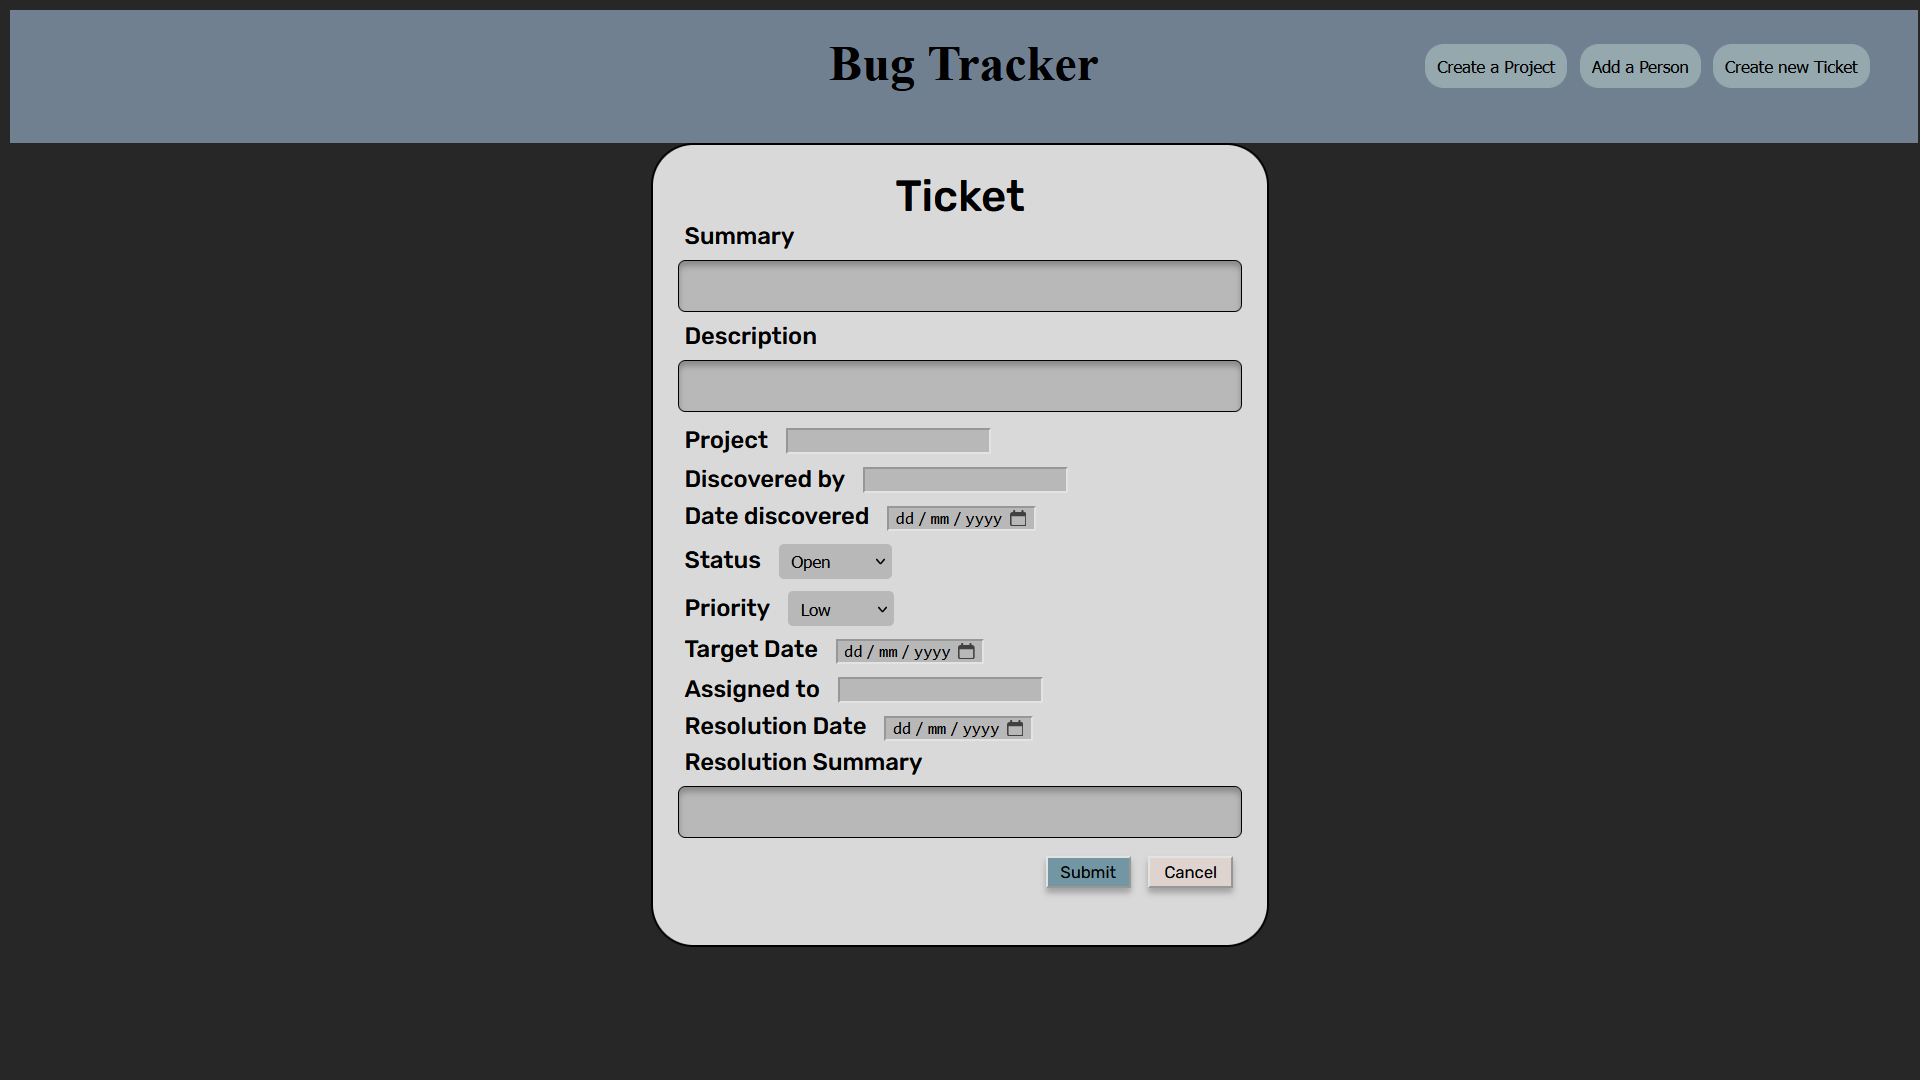 Bug Tracker
Create a Project
Add a Person
Create new Ticket
Ticket
Summary
Description
Project
Discovered by
Date discovered dd / mm / yyyy
Status Open
Priority Low
Target Date dd / mm / yyyy
Assigned to
Resolution Date dd / mm / yyyy
Resolution Summary
Submit Cancel